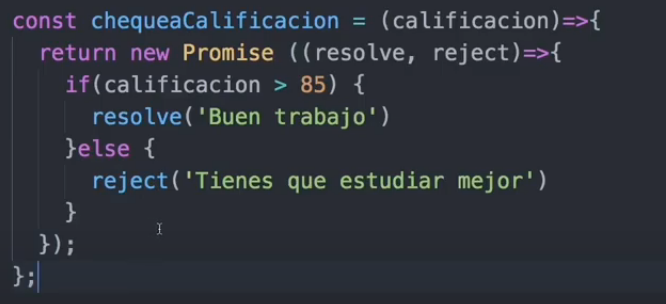 const chequeaCalificacion = (calificacion)=>{
return new Promise ((resolve, reject)=>{
if(calificacion > 85) {
resolve('Buen trabajo')
}else {
reject('Tienes que estudiar mejor')
}
});
};